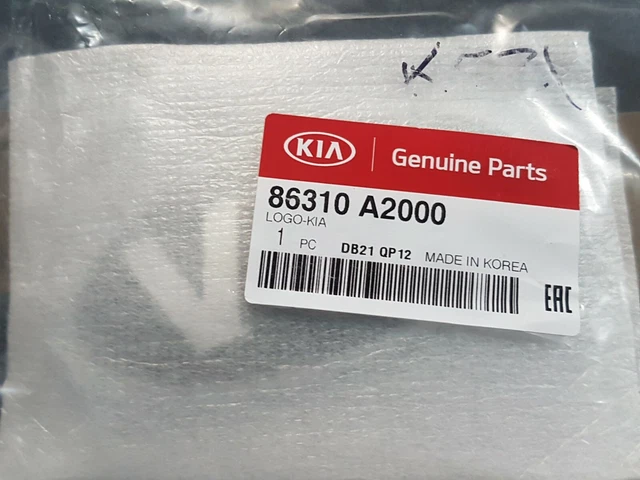 KIA
Genuine Parts
86310 A2000
LOGO-KIA
1 PC DB21 QP12 MADE IN KOREA
EAC